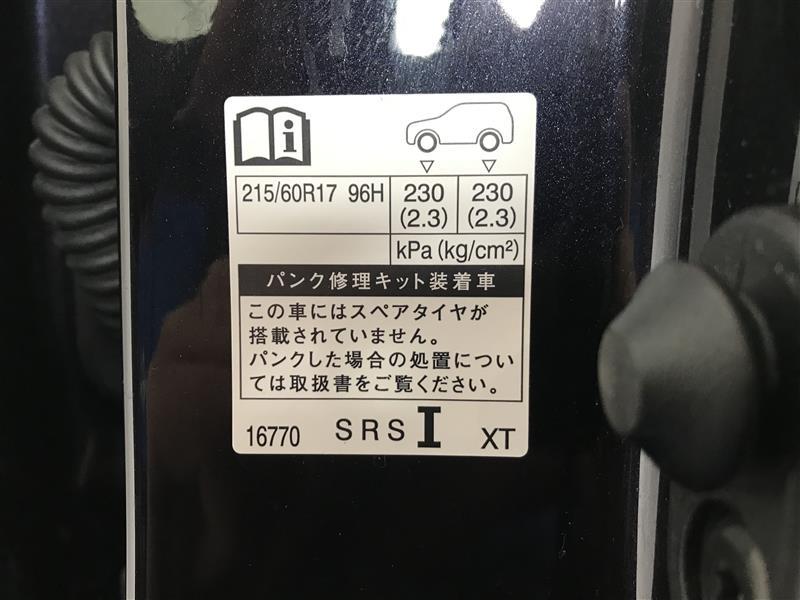 215/60R17 96H 230 (2.3) 230 (2.3)
kPa (kg/cm²)
パンク修理キット装着車
この車にはスペアタイヤが
搭載されていません。
パンクした場合の処置につい
ては取扱書をご覧ください。
16770 SRS I XT